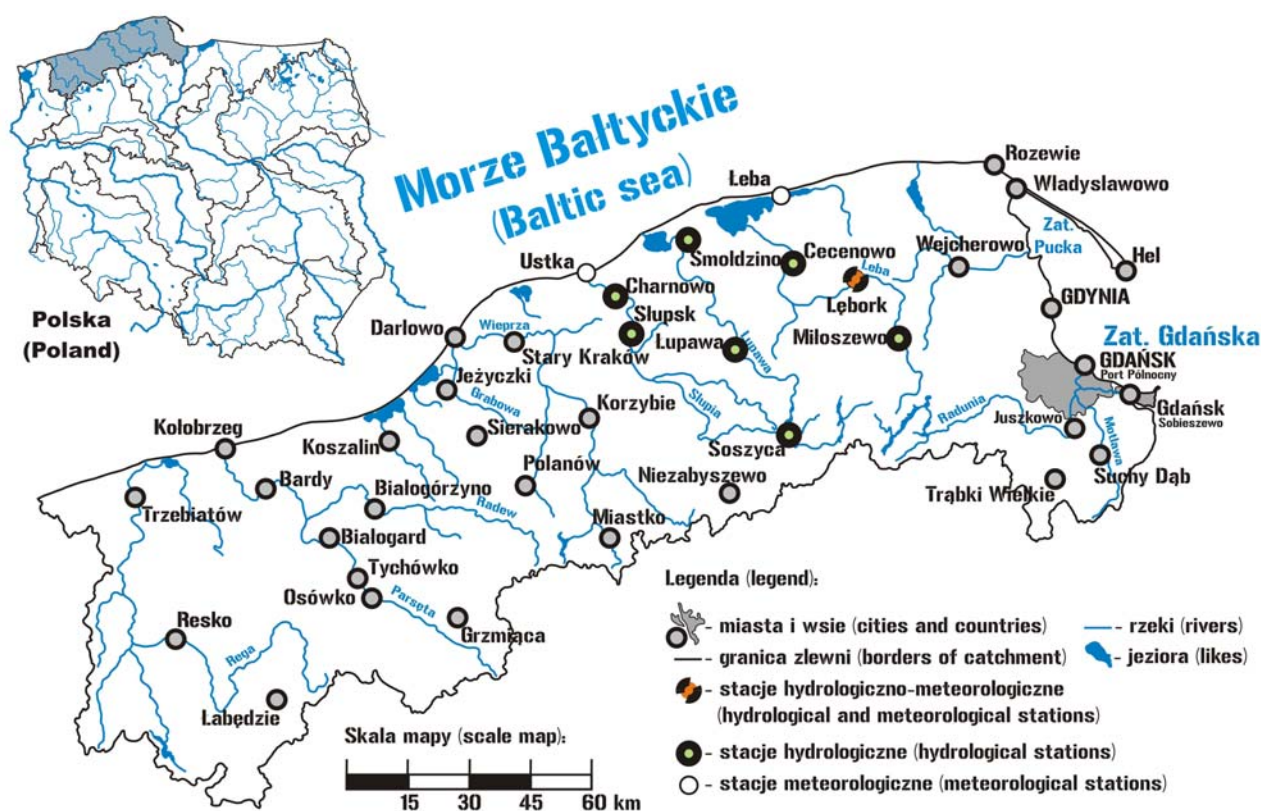 Polska
(Poland)
Morze Bałtyckie
(Baltic sea)
Rozewie
Wladyslawowo
Łeba
Zat.
Pucka
Hel
Wejcherowo
Cecenowo
Smoldzino
Łeba
Ustka
Charnowo
Lębork
GDYNIA
Słupsk
Darłowo
Wieprza
Stary Kraków
Łupawa
Łupawa
Miloszewo
Zat. Gdańska
GDAŃSK
Port Północny
Jeżyczki
Grabowa
Korzybie
Słupia
Radunia
Gdańsk
Sobieszewo
Juszkowo
Motława
Kołobrzeg
Koszalin
Sierakowo
Soszyca
Suchy Dąb
Bardy
Białogórzyno
Polanów
Niezabyszewo
Trąbki Wielkie
Trzebiatów
Radew
Białogard
Miastko
Tychówko
Osówko
Parsęta
Grzmiąca
Resko
Rega
Łabędzie
Skala mapy (scale map):
15 30 45 60 km
Legenda (legend):
- miasta i wsie (cities and countries)
- rzeki (rivers)
- granica zlewni (borders of catchment)
- jeziora (likes)
- stacje hydrologiczno-meteorologiczne
(hydrological and meteorological stations)
- stacje hydrologiczne (hydrological stations)
- stacje meteorologiczne (meteorological stations)